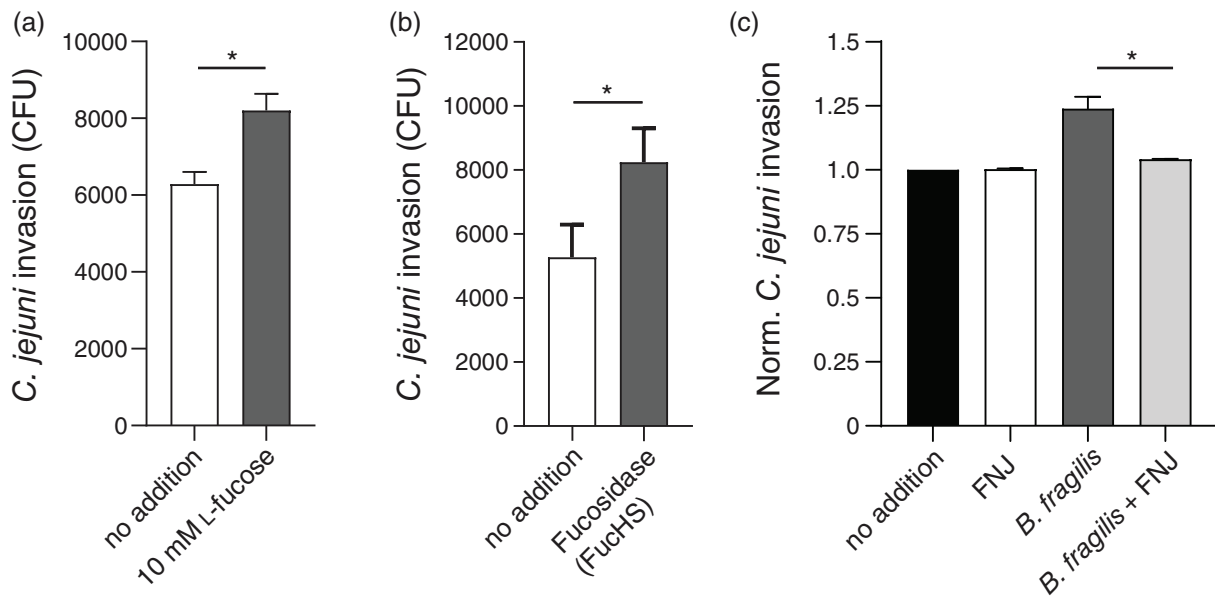 (a)
C. jejuni invasion (CFU)
10000
8000
6000
4000
2000
0
*
no addition
10 mM L-fucose
(b)
C. jejuni invasion (CFU)
12000
10000
8000
6000
4000
2000
0
*
no addition
Fucosidase
(FucHS)
(c)
Norm. C. jejuni invasion
1.5
1.25
1.0
0.75
0.5
0.25
0
*
no addition
FNJ
B. fragilis
B. fragilis + FNJ